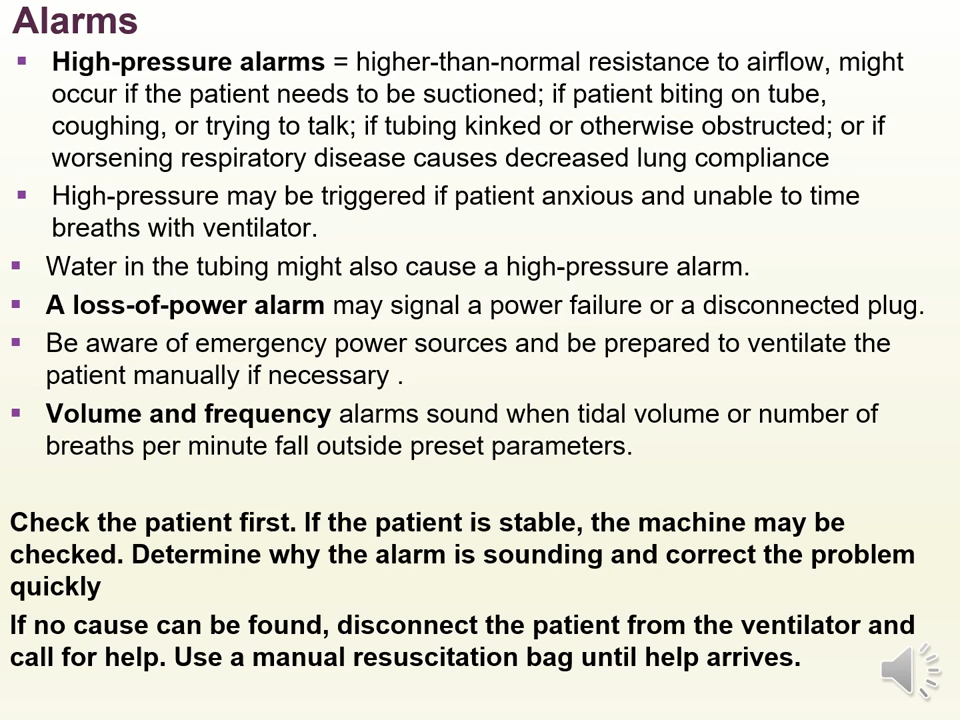 Alarms
▪ High-pressure alarms = higher-than-normal resistance to airflow, might
occur if the patient needs to be suctioned; if patient biting on tube,
coughing, or trying to talk; if tubing kinked or otherwise obstructed; or if
worsening respiratory disease causes decreased lung compliance
▪ High-pressure may be triggered if patient anxious and unable to time
breaths with ventilator.
▪ Water in the tubing might also cause a high-pressure alarm.
▪ A loss-of-power alarm may signal a power failure or a disconnected plug.
▪ Be aware of emergency power sources and be prepared to ventilate the
patient manually if necessary .
▪ Volume and frequency alarms sound when tidal volume or number of
breaths per minute fall outside preset parameters.
Check the patient first. If the patient is stable, the machine may be
checked. Determine why the alarm is sounding and correct the problem
quickly
If no cause can be found, disconnect the patient from the ventilator and
call for help. Use a manual resuscitation bag until help arrives.